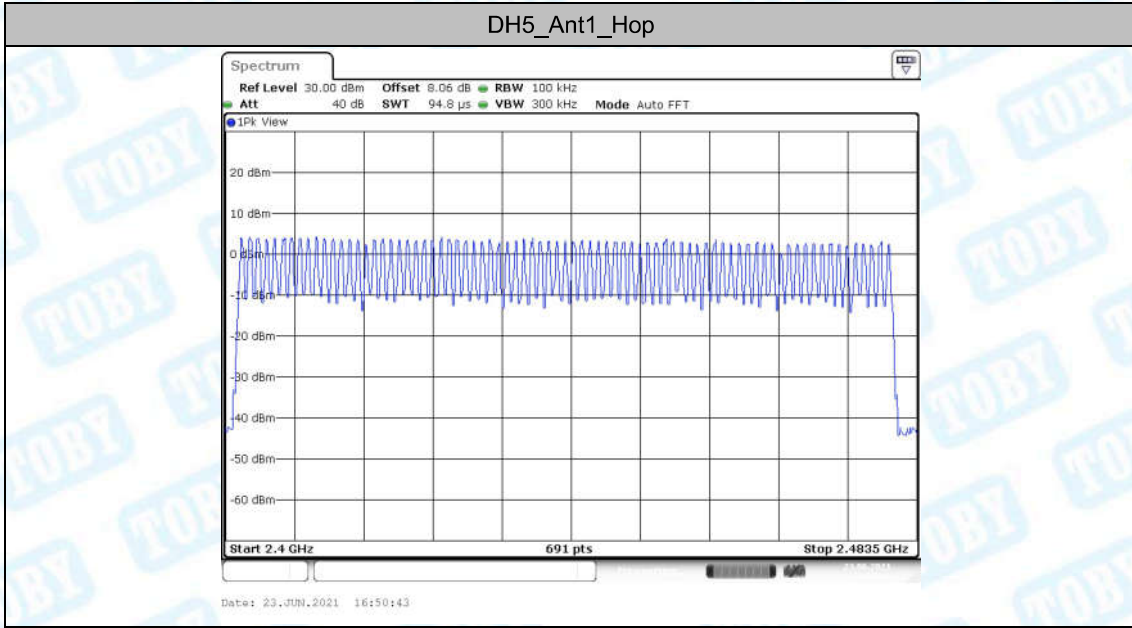 DH5_Ant1_Hop
Spectrum
Ref Level 30.00 dBm Offset 8.06 dB RBW 100 kHz
Att 40 dB SWT 94.8 µs VBW 300 kHz Mode Auto FFT
1Pk View
20 dBm
10 dBm
0 dBm
-10 dBm
-20 dBm
-30 dBm
-40 dBm
-50 dBm
-60 dBm
Start 2.4 GHz 691 pts Stop 2.4835 GHz
Date: 23.JUN.2021 16:50:43
TOBY